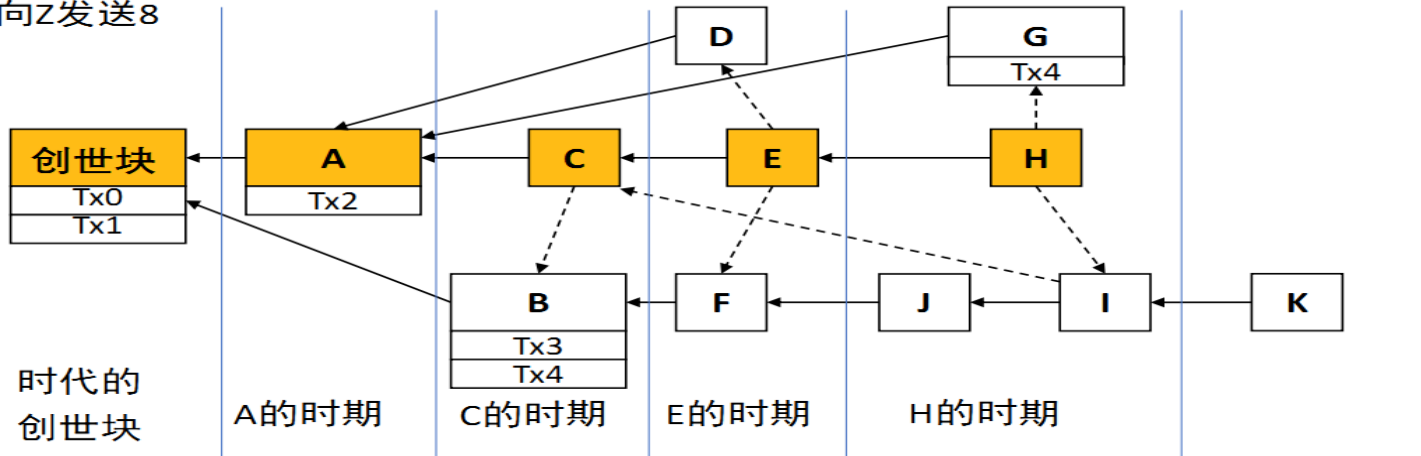 向Z发送8
D
G
Tx4
创世块
A
C
E
H
Tx0
Tx2
Tx1
B
F
J
I
K
Tx3
Tx4
时代的
创世块
A的时期
C的时期
E的时期
H的时期